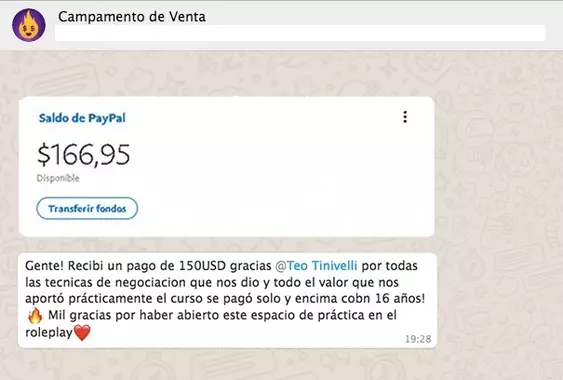 Campamento de Venta
Saldo de PayPal
$166,95
Disponible
Transferir fondos
Gente! Recibi un pago de 150USD gracias @Teo Tinivelli por todas
las tecnicas de negociacion que nos dio y todo el valor que nos
aportó prácticamente el curso se pagó solo y encima cobn 16 años!
🔥 Mil gracias por haber abierto este espacio de práctica en el
roleplay❤️
19:28